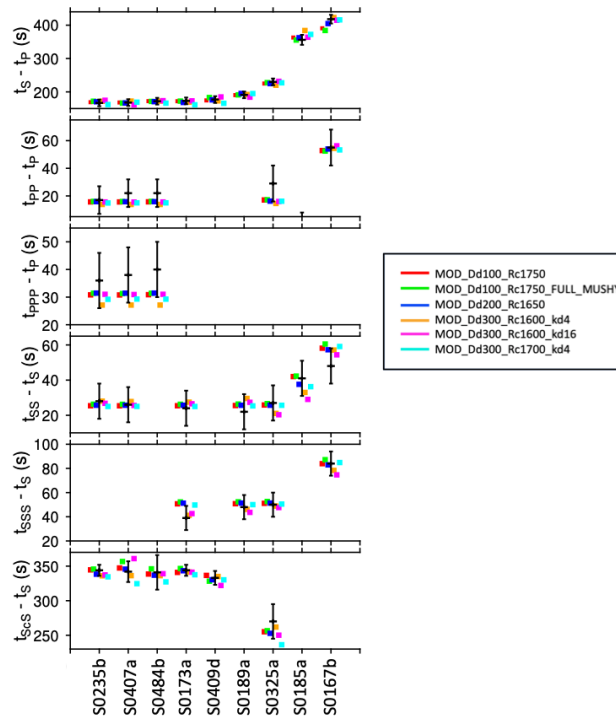 t_S - t_P (s)
400
300
200
t_PP - t_P (s)
60
40
20
t_PPP - t_P (s)
50
40
30
20
t_SS - t_S (s)
60
40
20
t_SSS - t_S (s)
100
80
60
40
20
t_ScS - t_S (s)
350
300
250
S0235b
S0407a
S0484b
S0173a
S0409d
S0189a
S0325a
S0185a
S0167b
MOD_Dd100_Rc1750
MOD_Dd100_Rc1750_FULL_MUSHY
MOD_Dd200_Rc1650
MOD_Dd300_Rc1600_kd4
MOD_Dd300_Rc1600_kd16
MOD_Dd300_Rc1700_kd4